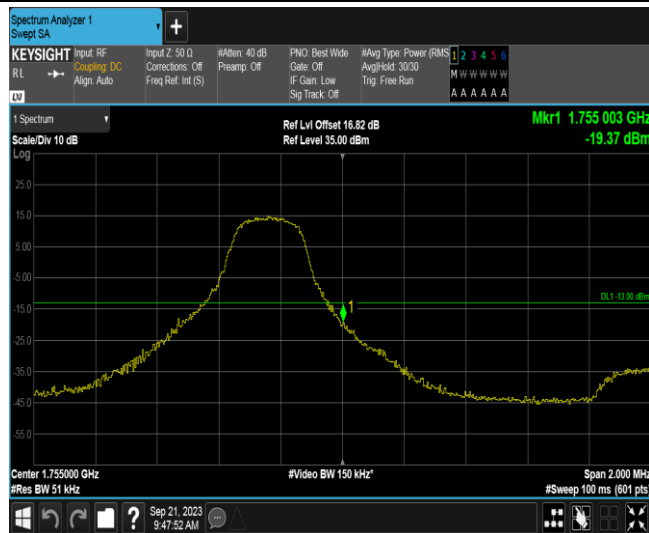 Spectrum Analyzer 1
Swept SA
+
KEYSIGHT
RL
Input: RF
Coupling: DC
Align: Auto
Input Z: 50 Ω
Corrections: Off
Freq Ref: Int (S)
#Atten: 40 dB
Preamp: Off
PNO: Best Wide
Gate: Off
IF Gain: Low
Sig Track: Off
#Avg Type: Power (RMS
Avg|Hold: 30/30
Trig: Free Run
1 2 3 4 5 6
M W W W W W
A A A A A A
LXI
1 Spectrum
Scale/Div 10 dB
Ref Lvl Offset 16.82 dB
Ref Level 35.00 dBm
Mkr1 1.755 003 GHz
-19.37 dBm
Log
25.0
15.0
5.00
-5.00
-15.0
-25.0
-35.0
-45.0
-55.0
DL1 -13.00 dBm
1
Center 1.755000 GHz
#Res BW 51 kHz
#Video BW 150 kHz*
Span 2.000 MHz
#Sweep 100 ms (601 pts)
?
Sep 21, 2023
9:47:52 AM